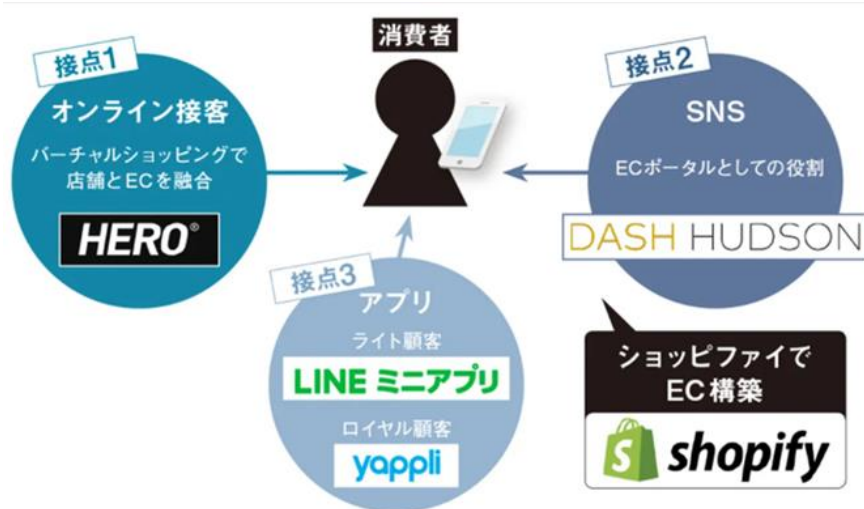 消費者
接点1
オンライン接客
バーチャルショッピングで
店舗とECを融合
HERO®
接点2
SNS
ECポータルとしての役割
DASH HUDSON
接点3
アプリ
ライト顧客
LINE ミニアプリ
ロイヤル顧客
yappli
ショッピファイで
EC構築
shopify